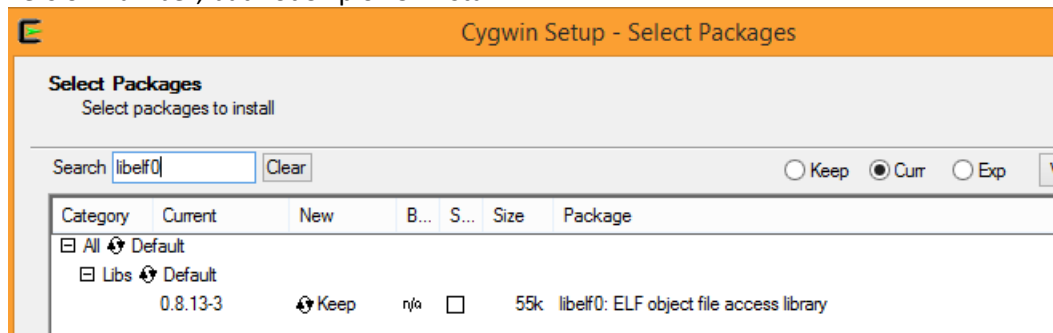 Cygwin Setup - Select Packages
Select Packages
Select packages to install
Search libelf0 Clear Keep Curr Exp
Category Current New B... S... Size Package
All Default
Libs Default
0.8.13-3 Keep n/a 55k libelf0: ELF object file access library